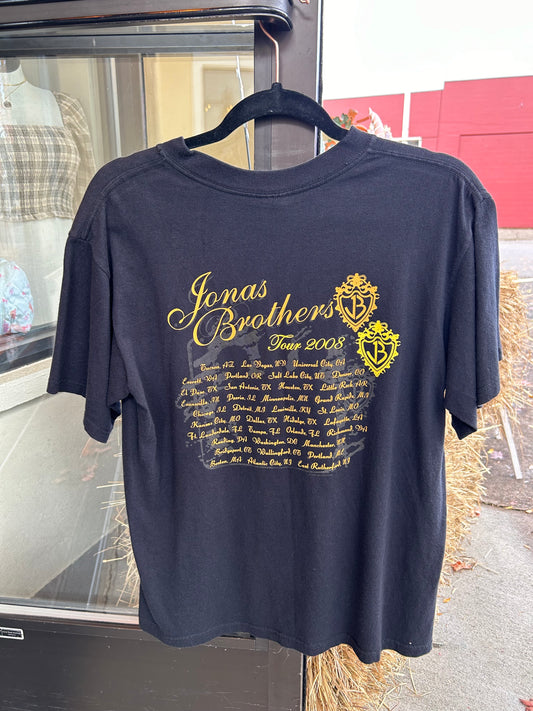 Jonas
Brothers
JB
JB
Tour 2008
Tucson, AZ Las Vegas, NV Universal City, CA
Everett, WA Portland, OR Salt Lake City, UT Denver, CO
El Paso, TX San Antonio, TX Houston, TX Little Rock, AR
Evansville, IN Peoria, IL Minneapolis, MN Grand Rapids, MI
Chicago, IL Detroit, MI Louisville, KY St. Louis, MO
Kansas City, MO Dallas, TX Hidalgo, TX Lafayette, LA
Ft. Lauderdale, FL Tampa, FL Orlando, FL Richmond, VA
Reading, PA Washington, DC Manchester, NH
Bridgeport, CT Wallingford, CT Portland, ME
Boston, MA Atlantic City, NJ East Rutherford, NJ